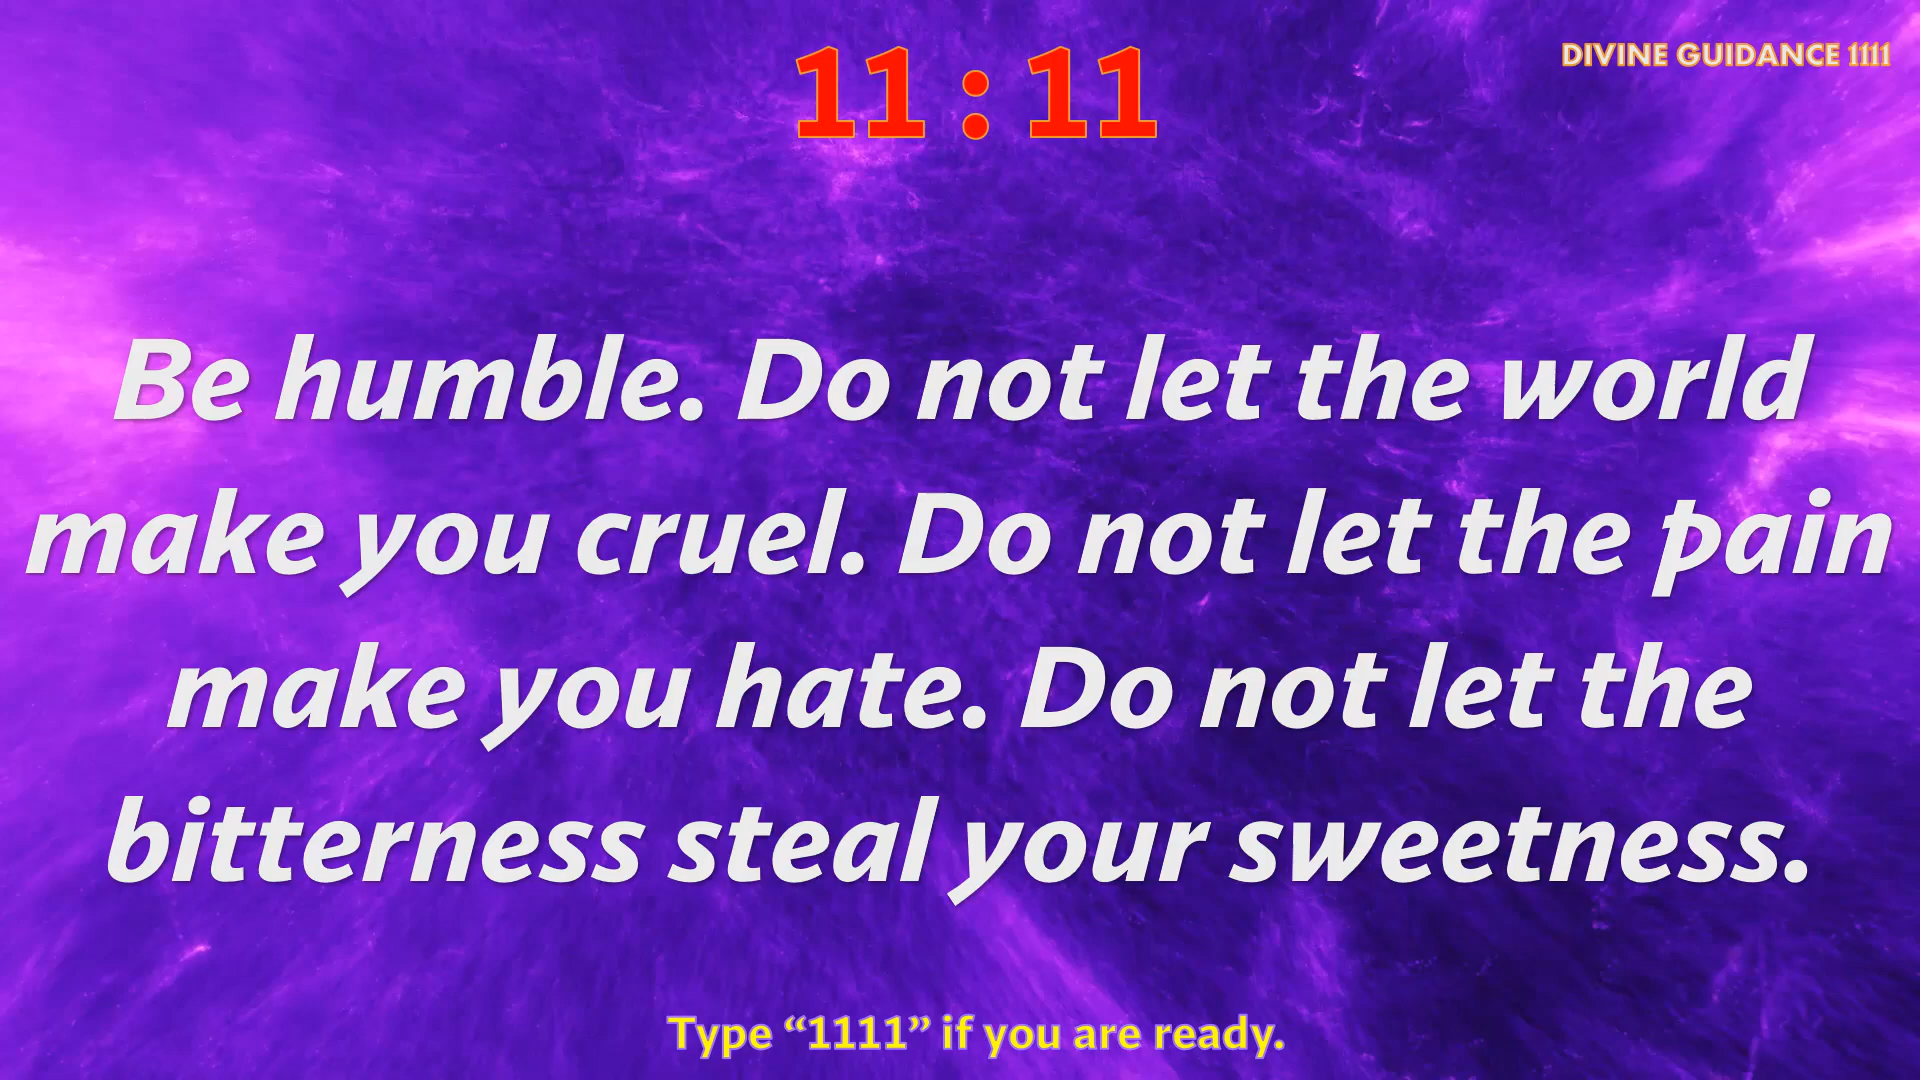 11 : 11
DIVINE GUIDANCE 1111
Be humble. Do not let the world
make you cruel. Do not let the pain
make you hate. Do not let the
bitterness steal your sweetness.
Type “1111” if you are ready.